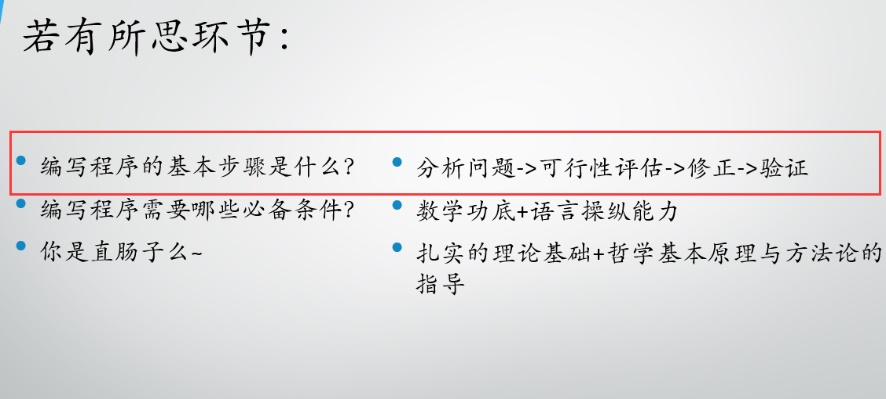 若有所思环节：
编写程序的基本步骤是什么？
分析问题->可行性评估->修正->验证
编写程序需要哪些必备条件？
数学功底+语言操纵能力
你是直肠子么~
扎实的理论基础+哲学基本原理与方法论的
指导